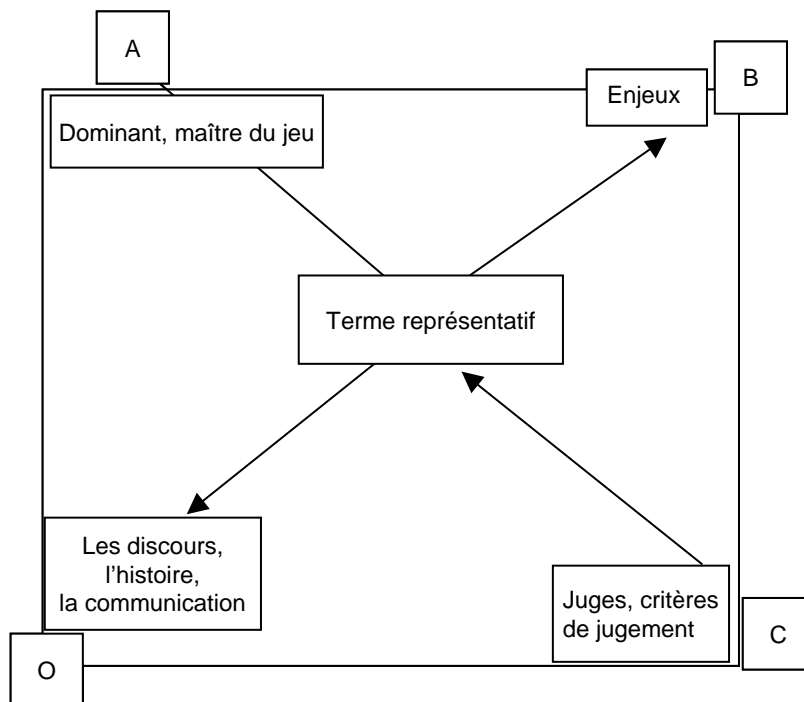 A
B
Enjeux
Dominant, maître du jeu
Terme représentatif
Les discours,
l'histoire,
la communication
Juges, critères
de jugement
C
O